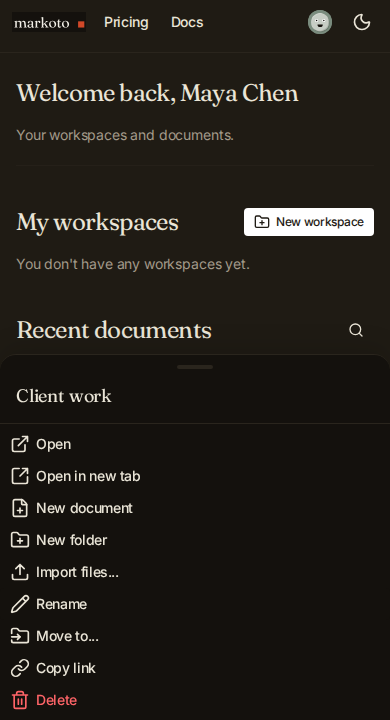 markoto
Pricing
Docs
Welcome back, Maya Chen
Your workspaces and documents.
My workspaces
New workspace
You don't have any workspaces yet.
Recent documents
Client work
Open
Open in new tab
New document
New folder
Import files...
Rename
Move to...
Copy link
Delete